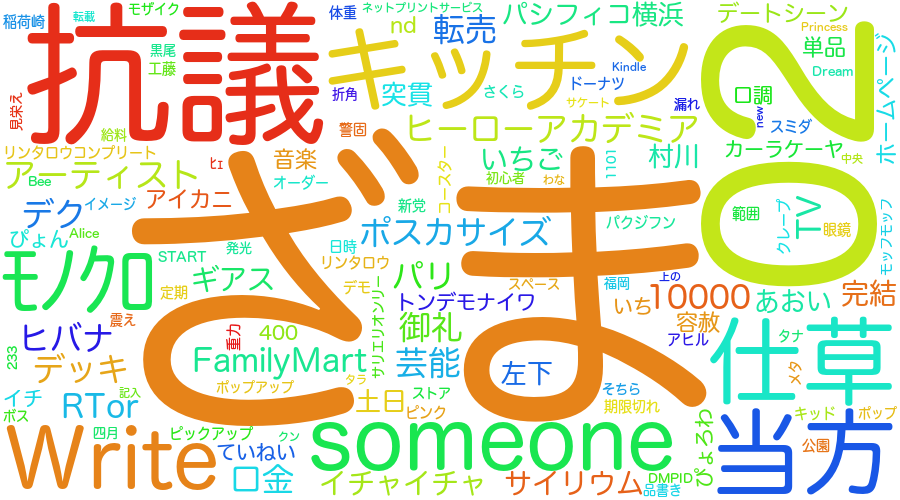 稲荷崎
転載
モザイク
体重
ネットプリントサービス
nd
転売
パシフィコ横浜
デートシーン
Princess
単品
Dream
ホームページ
抗議
キッチン
02
黒尾
工藤
見栄え
折角
突貫
さくら
Kindle
ドーナツ
サケート
漏れ
口調
new
スミダ
給料
警固
ヒーローアカデミア
カーラケーヤ
中央
リンタロウコンプリート
ヒェ
音楽
コースター
いちご
初心者
わな
1101
村川
アーティスト
Bee
オーダー
アイカニ
新党
パクジフン
範囲
クレープ
TV
眼鏡
モッフモッフ
デク
イメージ
ざま
ぴょん
Alice
発光
日時
ポスカサイズ
START
モノクロ
ギアス
リンタロウ
デモ
サリエリオンリー
パリ
スペース
福岡
上の
いち
10000
あおい
完結
定期
トンデモナイワ
震え
重力
400
御礼
容赦
アヒル
ヒバナ
233
デッキ
FamilyMart
芸能
左下
仕草
タナ
メタ
ポップアップ
タラ
記入
イチ
ボス
RTor
土日
ストア
ピンク
そちら
期限切れ
ぴょろわ
キッド
ポップ
Write
四月
ピックアップ
クン
ていねい
someone
当方
公園
口金
イチャイチャ
サイリウム
DMPID
品書き